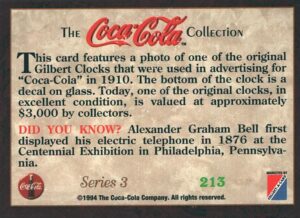 THE Coca-Cola COLLECTION
This card features a photo of one of the original
Gilbert Clocks that were used in advertising for
"Coca-Cola" in 1910. The bottom of the clock is a
decal on glass. Today, one of the original clocks, in
excellent condition, is valued at approximately
$3,000 by collectors.
DID YOU KNOW? Alexander Graham Bell first
displayed his electric telephone in 1876 at the
Centennial Exhibition in Philadelphia, Pennsylva-
nia.
Coca-Cola
Series 3
213
©1994 The Coca-Cola Company. All rights reserved.